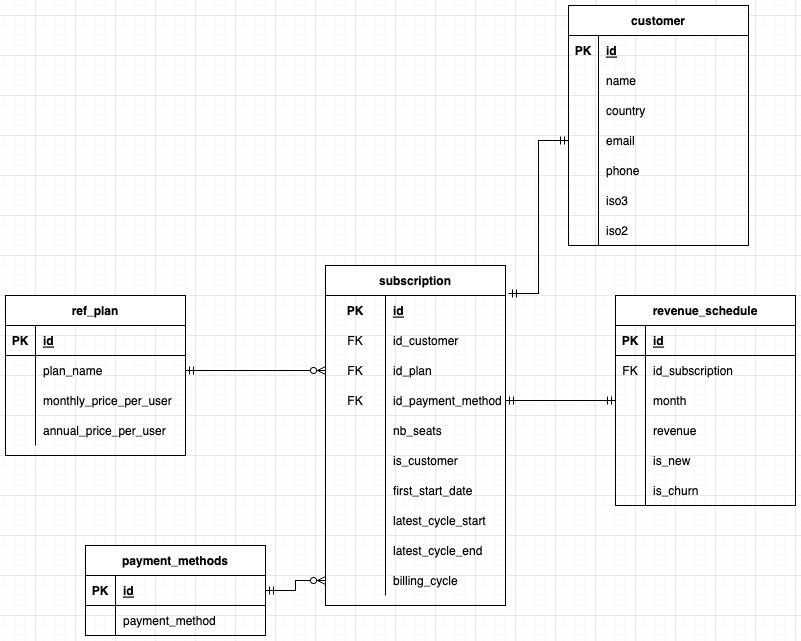 customer
PK id
name
country
email
phone
iso3
iso2
subscription
PK id
FK id_customer
FK id_plan
FK id_payment_method
nb_seats
is_customer
first_start_date
latest_cycle_start
latest_cycle_end
billing_cycle
ref_plan
PK id
plan_name
monthly_price_per_user
annual_price_per_user
revenue_schedule
PK id
FK id_subscription
month
revenue
is_new
is_churn
payment_methods
PK id
payment_method